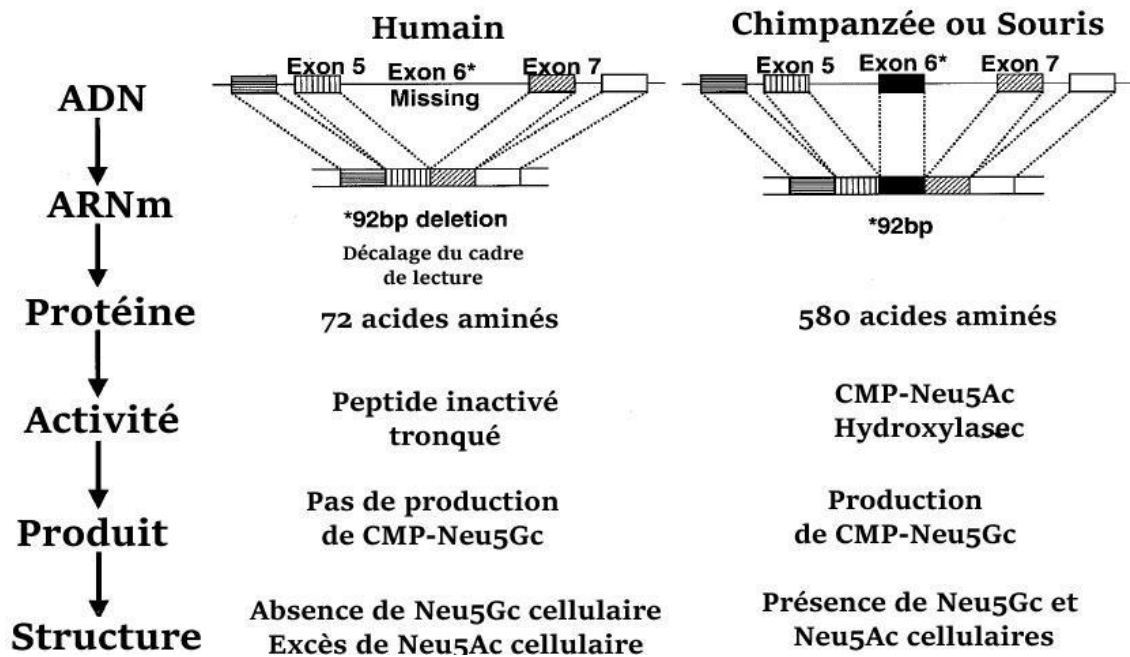 Humain
Chimpanzée ou Souris
ADN
Exon 5
Exon 6*
Missing
Exon 7
Exon 5
Exon 6*
Exon 7
ARNm
*92bp deletion
Décalage du cadre
de lecture
*92bp
Protéine
72 acides aminés
580 acides aminés
Activité
Peptide inactivé
tronqué
CMP-Neu5Ac
Hydroxylasec
Produit
Pas de production
de CMP-Neu5Gc
Production
de CMP-Neu5Gc
Structure
Absence de Neu5Gc cellulaire
Excès de Neu5Ac cellulaire
Présence de Neu5Gc et
Neu5Ac cellulaires